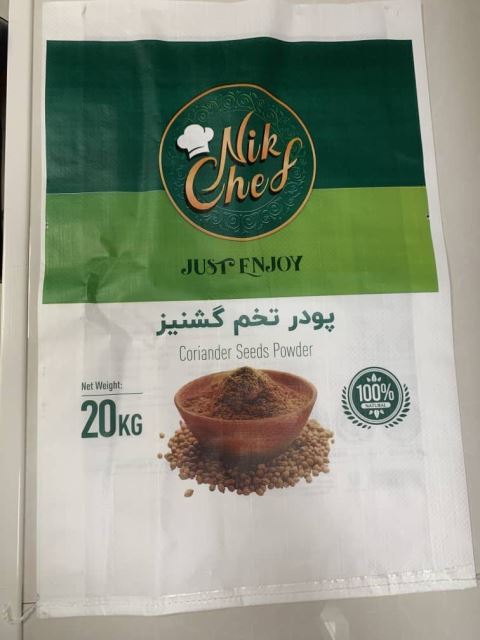 Nik
Chef
JUST ENJOY
پودر تخم گشنیز
Coriander Seeds Powder
Net Weight:
20KG
100%
NATURAL